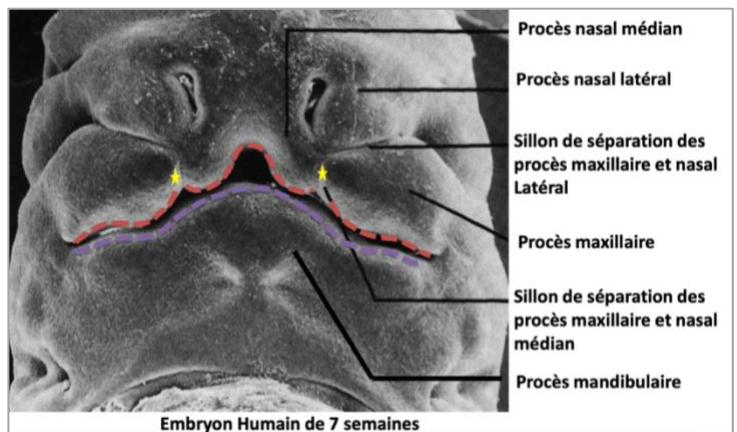 Procès nasal médian
Procès nasal latéral
Sillon de séparation des
procès maxillaire et nasal
Latéral
Procès maxillaire
Sillon de séparation des
procès maxillaire et nasal
médian
Procès mandibulaire
Embryon Humain de 7 semaines